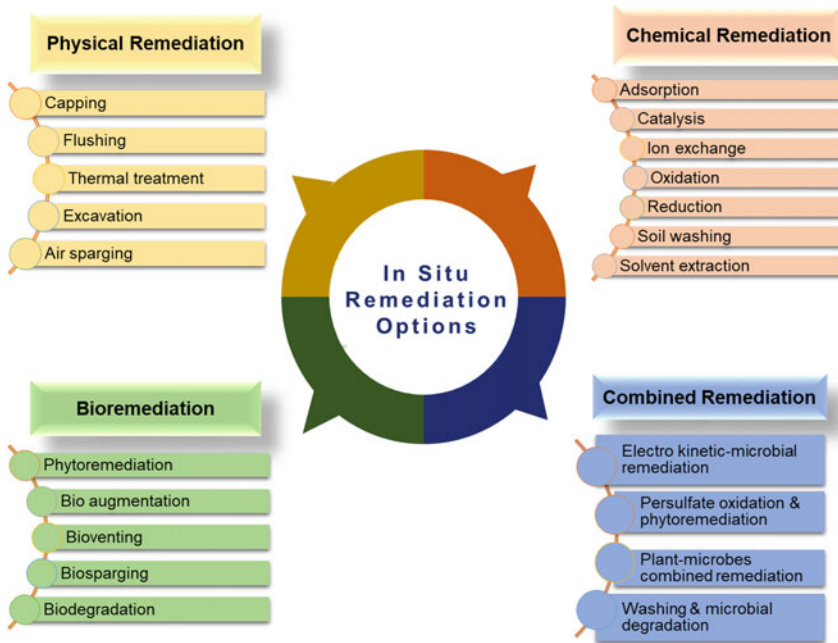 Physical Remediation
Capping
Flushing
Thermal treatment
Excavation
Air sparging
Chemical Remediation
Adsorption
Catalysis
Ion exchange
Oxidation
Reduction
Soil washing
Solvent extraction
In Situ
Remediation
Options
Bioremediation
Phytoremediation
Bio augmentation
Bioventing
Biosparging
Biodegradation
Combined Remediation
Electro kinetic-microbial
remediation
Persulfate oxidation &
phytoremediation
Plant-microbes
combined remediation
Washing & microbial
degradation